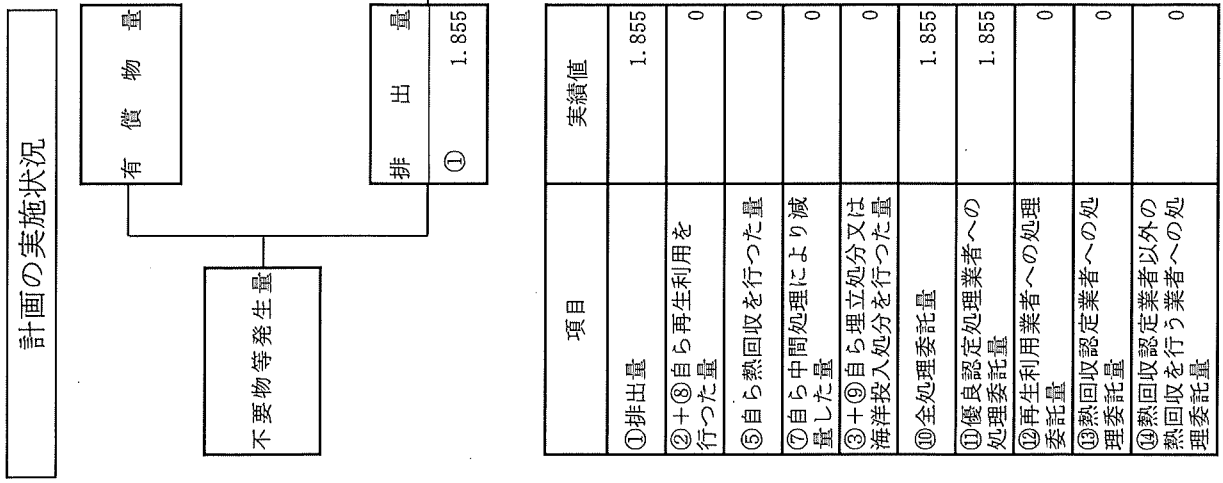 計画の実施状況
有償物量
不要物等発生量
排出量
① 1.855
項目 実績値
①排出量 1.855
②+⑧自ら再生利用を
行つた量 0
⑤自ら熱回収を行つた量 0
⑦自ら中間処理により減
量した量 0
③+⑨自ら埋立処分又は
海洋投入処分を行つた量 0
⑩全処理委託量 1.855
⑪優良認定処理業者への
処理委託量 1.855
⑫再生利用業者への処理
委託量 0
⑬熱回収認定業者への処
理委託量 0
⑭熱回収認定業者以外の
熱回収を行う業者への処
理委託量 0